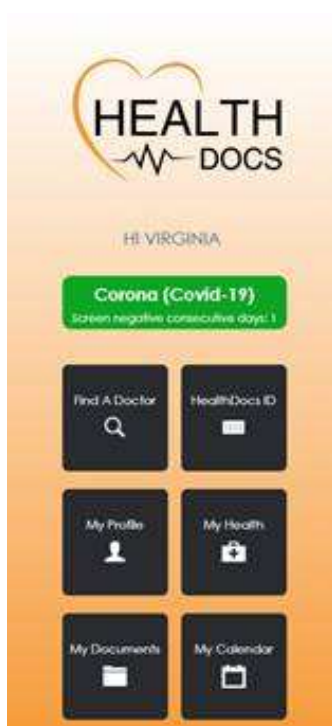 HEALTH
DOCS
HI VIRGINIA
Corona (Covid-19)
Screen negative consecutive days: 1
Find A Doctor
HealthDocs ID
My Profile
My Health
My Documents
My Calendar